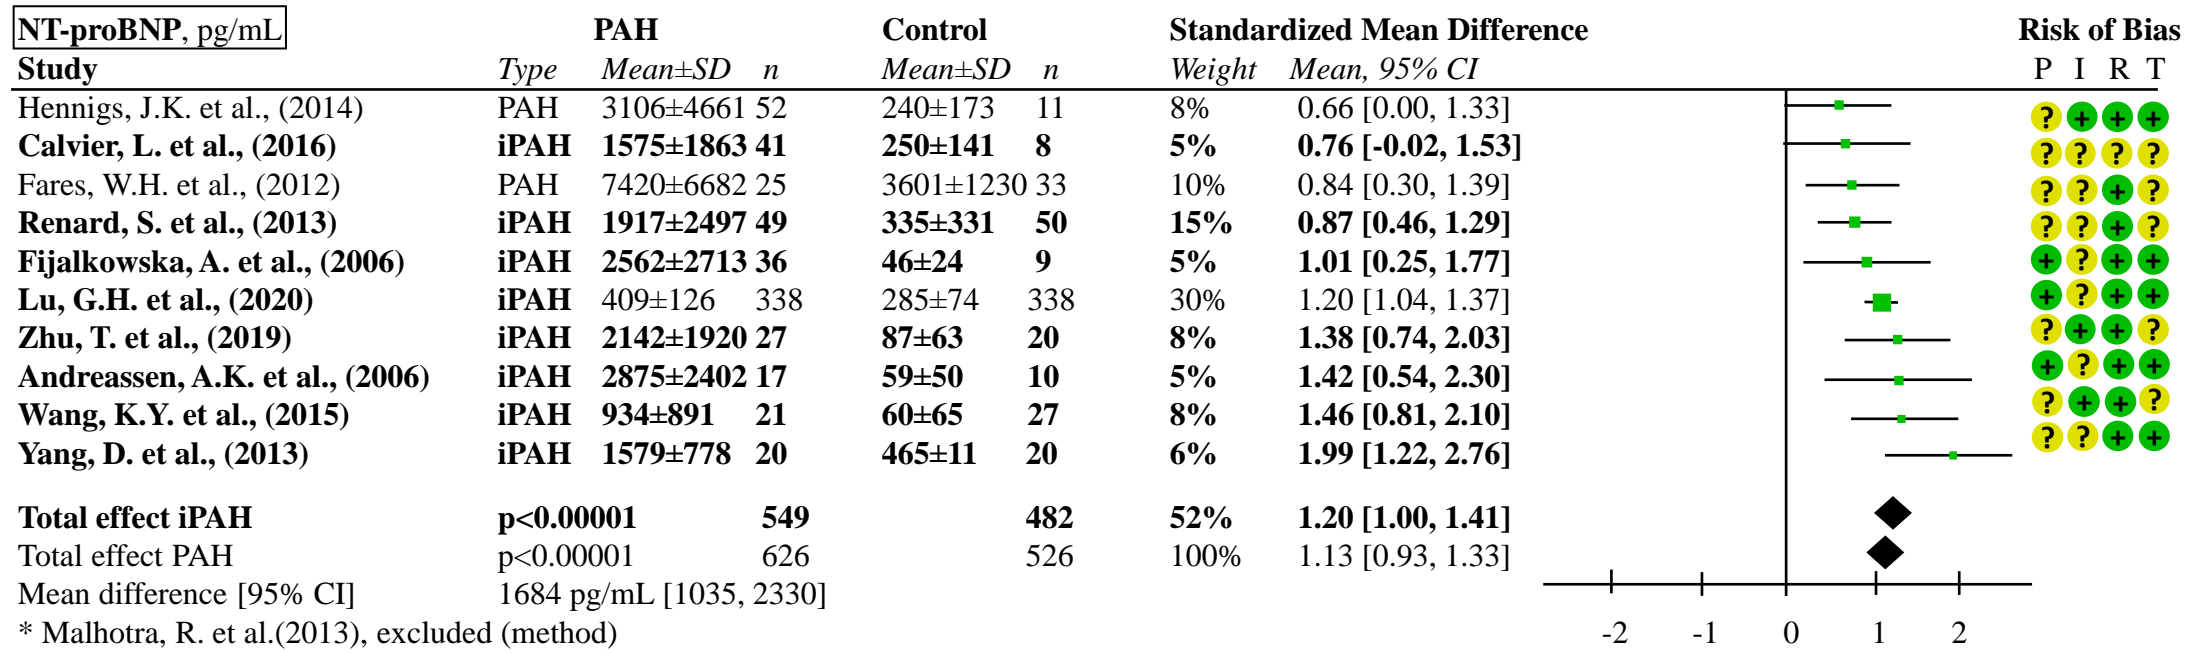 NT-proBNP, pg/mL PAH Control Standardized Mean Difference Risk of Bias
Study Type Mean±SD n Mean±SD n Weight Mean, 95% CI P I R T
Hennigs, J.K. et al., (2014) PAH 3106±4661 52 240±173 11 8% 0.66 [0.00, 1.33] ? + + +
Calvier, L. et al., (2016) iPAH 1575±1863 41 250±141 8 5% 0.76 [-0.02, 1.53] ? ? ? ?
Fares, W.H. et al., (2012) PAH 7420±6682 25 3601±1230 33 10% 0.84 [0.30, 1.39] ? ? + ?
Renard, S. et al., (2013) iPAH 1917±2497 49 335±331 50 15% 0.87 [0.46, 1.29] ? ? + ?
Fijalkowska, A. et al., (2006) iPAH 2562±2713 36 46±24 9 5% 1.01 [0.25, 1.77] + ? + +
Lu, G.H. et al., (2020) iPAH 409±126 338 285±74 338 30% 1.20 [1.04, 1.37] + ? + +
Zhu, T. et al., (2019) iPAH 2142±1920 27 87±63 20 8% 1.38 [0.74, 2.03] ? + + ?
Andreassen, A.K. et al., (2006) iPAH 2875±2402 17 59±50 10 5% 1.42 [0.54, 2.30] + ? + +
Wang, K.Y. et al., (2015) iPAH 934±891 21 60±65 27 8% 1.46 [0.81, 2.10] ? + + ?
Yang, D. et al., (2013) iPAH 1579±778 20 465±11 20 6% 1.99 [1.22, 2.76] ? ? + +
Total effect iPAH p<0.00001 549 482 52% 1.20 [1.00, 1.41]
Total effect PAH p<0.00001 626 526 100% 1.13 [0.93, 1.33]
Mean difference [95% CI] 1684 pg/mL [1035, 2330]
* Malhotra, R. et al.(2013), excluded (method) -2 -1 0 1 2